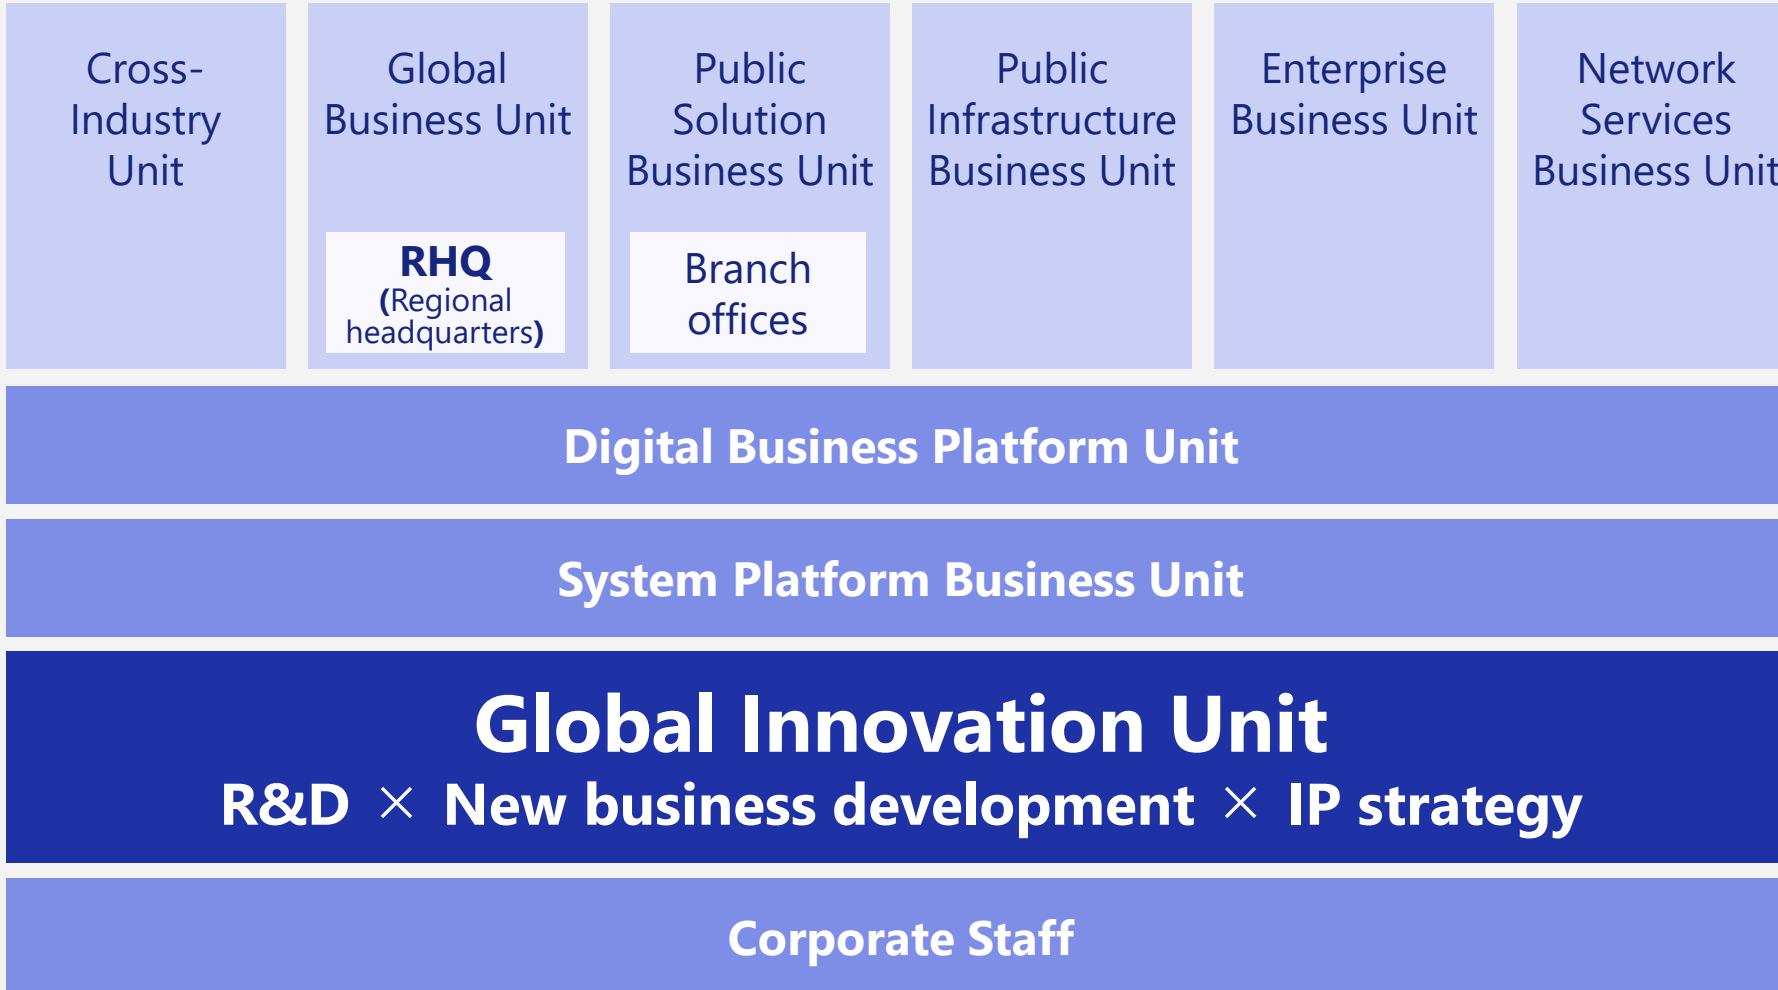 Cross-
Industry
Unit
Global
Business Unit
RHQ
(Regional
headquarters)
Public
Solution
Business Unit
Branch
offices
Public
Infrastructure
Business Unit
Enterprise
Business Unit
Network
Services
Business Unit
Digital Business Platform Unit
System Platform Business Unit
Global Innovation Unit
R&D × New business development × IP strategy
Corporate Staff